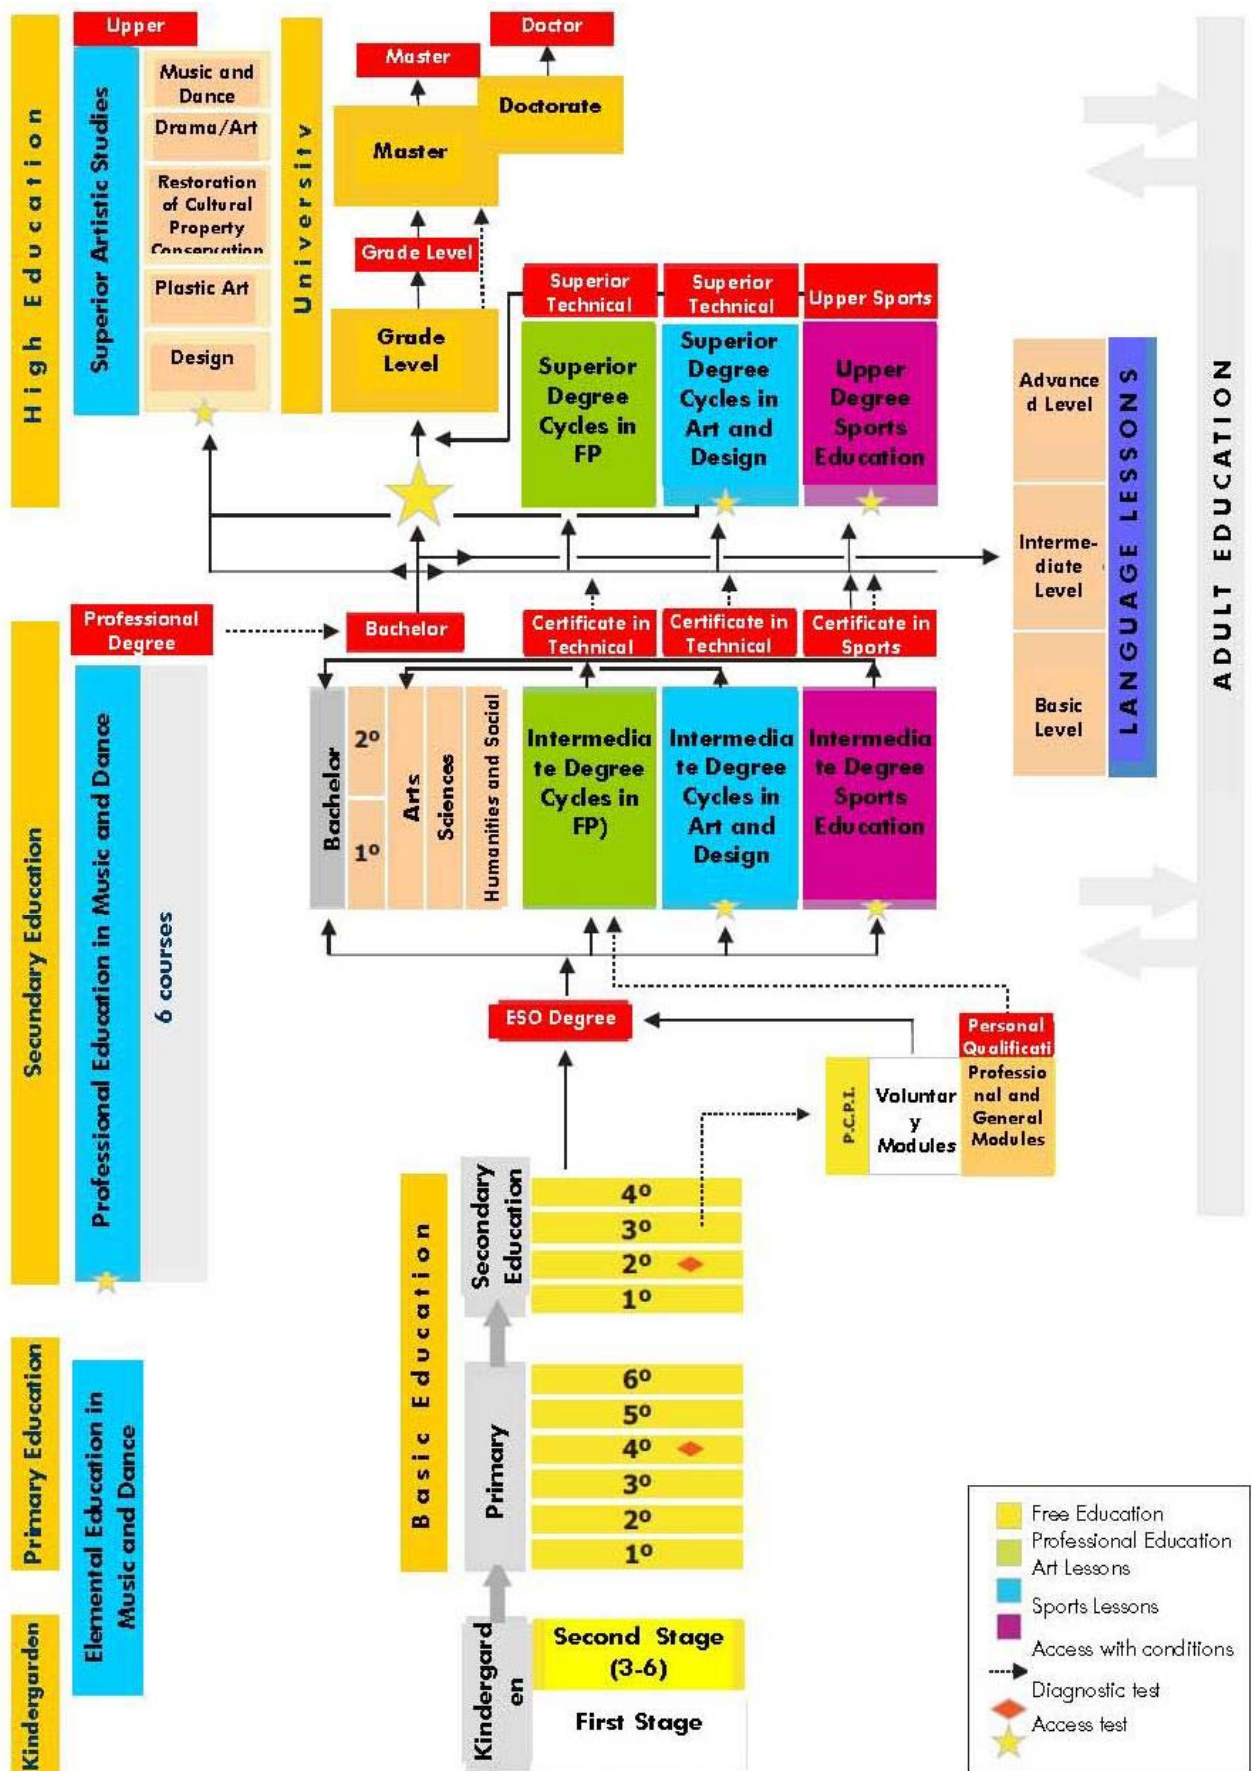 High Education
Upper
Superior Artistic Studies
Music and
Dance
Drama/Art
Restoration
of Cultural
Property
Conservation
Plastic Art
Design
University
Doctor
Master
Doctorate
Master
Grade Level
Grade
Level
Superior
Technical
Superior
Technical
Upper Sports
Superior
Degree
Cycles in
FP
Superior
Degree
Cycles in
Art and
Design
Upper
Degree
Sports
Education
Advance
d Level
Interme-
diate
Level
Basic
Level
LANGUAGE LESSONS
ADULT EDUCATION
Secundary Education
Professional
Degree
Professional Education in Music and Dance
6 courses
Bachelor
Certificate in
Technical
Certificate in
Technical
Certificate in
Sports
Bachelor
2º
1º
Arts
Sciences
Humanities and Social
Intermedia
te Degree
Cycles in
FP)
Intermedia
te Degree
Cycles in
Art and
Design
Intermedia
te Degree
Sports
Education
ESO Degree
Personal
Qualificati
P.C.P.I.
Voluntar
y
Modules
Professio
nal and
General
Modules
Basic Education
Secondary
Education
4º
3º
2º
1º
Primary Education
Elemental Education in
Music and Dance
Primary
6º
5º
4º
3º
2º
1º
Kindergarden
Kindergard
en
Second Stage
(3-6)
First Stage
Free Education
Professional Education
Art Lessons
Sports Lessons
Access with conditions
Diagnostic test
Access test